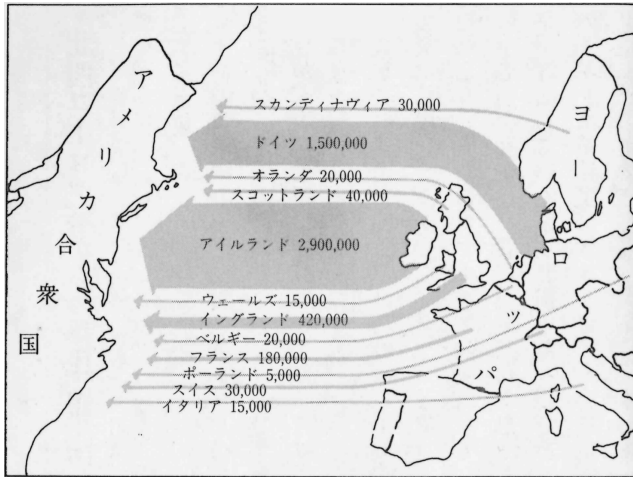 アメリカ合衆国
ヨーロッパ
スカンディナヴィア 30,000
ドイツ 1,500,000
オランダ 20,000
スコットランド 40,000
アイルランド 2,900,000
ウェールズ 15,000
イングランド 420,000
ベルギー 20,000
フランス 180,000
ポーランド 5,000
スイス 30,000
イタリア 15,000